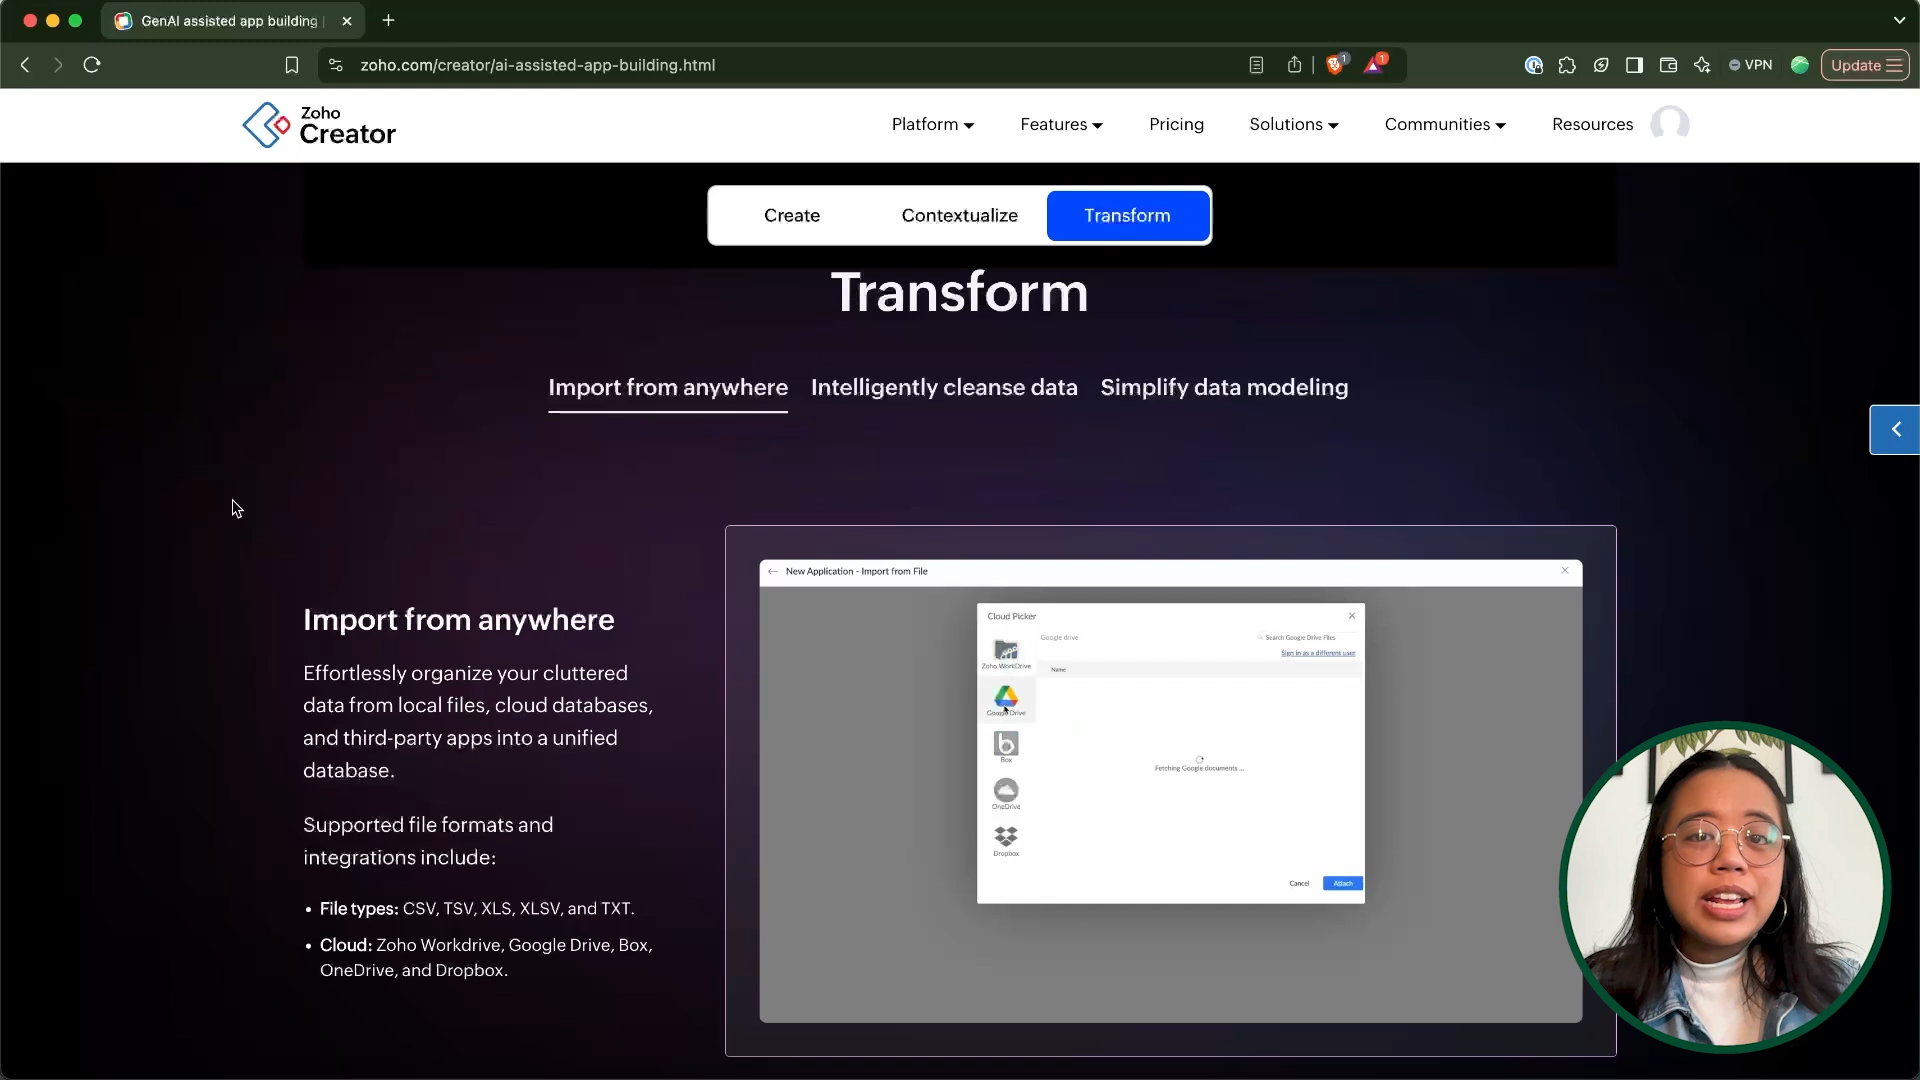 GenAI assisted app building |
zoho.com/creator/ai-assisted-app-building.html
1
1
VPN
Update
Zoho
Creator
Platform
Features
Pricing
Solutions
Communities
Resources
Create
Contextualize
Transform
Transform
Import from anywhere
Intelligently cleanse data
Simplify data modeling
Import from anywhere
Effortlessly organize your cluttered
data from local files, cloud databases,
and third-party apps into a unified
database.
Supported file formats and
integrations include:
• File types: CSV, TSV, XLS, XLSV, and TXT.
• Cloud: Zoho Workdrive, Google Drive, Box,
OneDrive, and Dropbox.
New Application - Import from File
Cloud Picker
Google drive
Search Google Drive Files
Sign in as a different user
Name
Zoho WorkDrive
Google Drive
Box
OneDrive
Dropbox
Fetching Google documents ...
Cancel
Attach